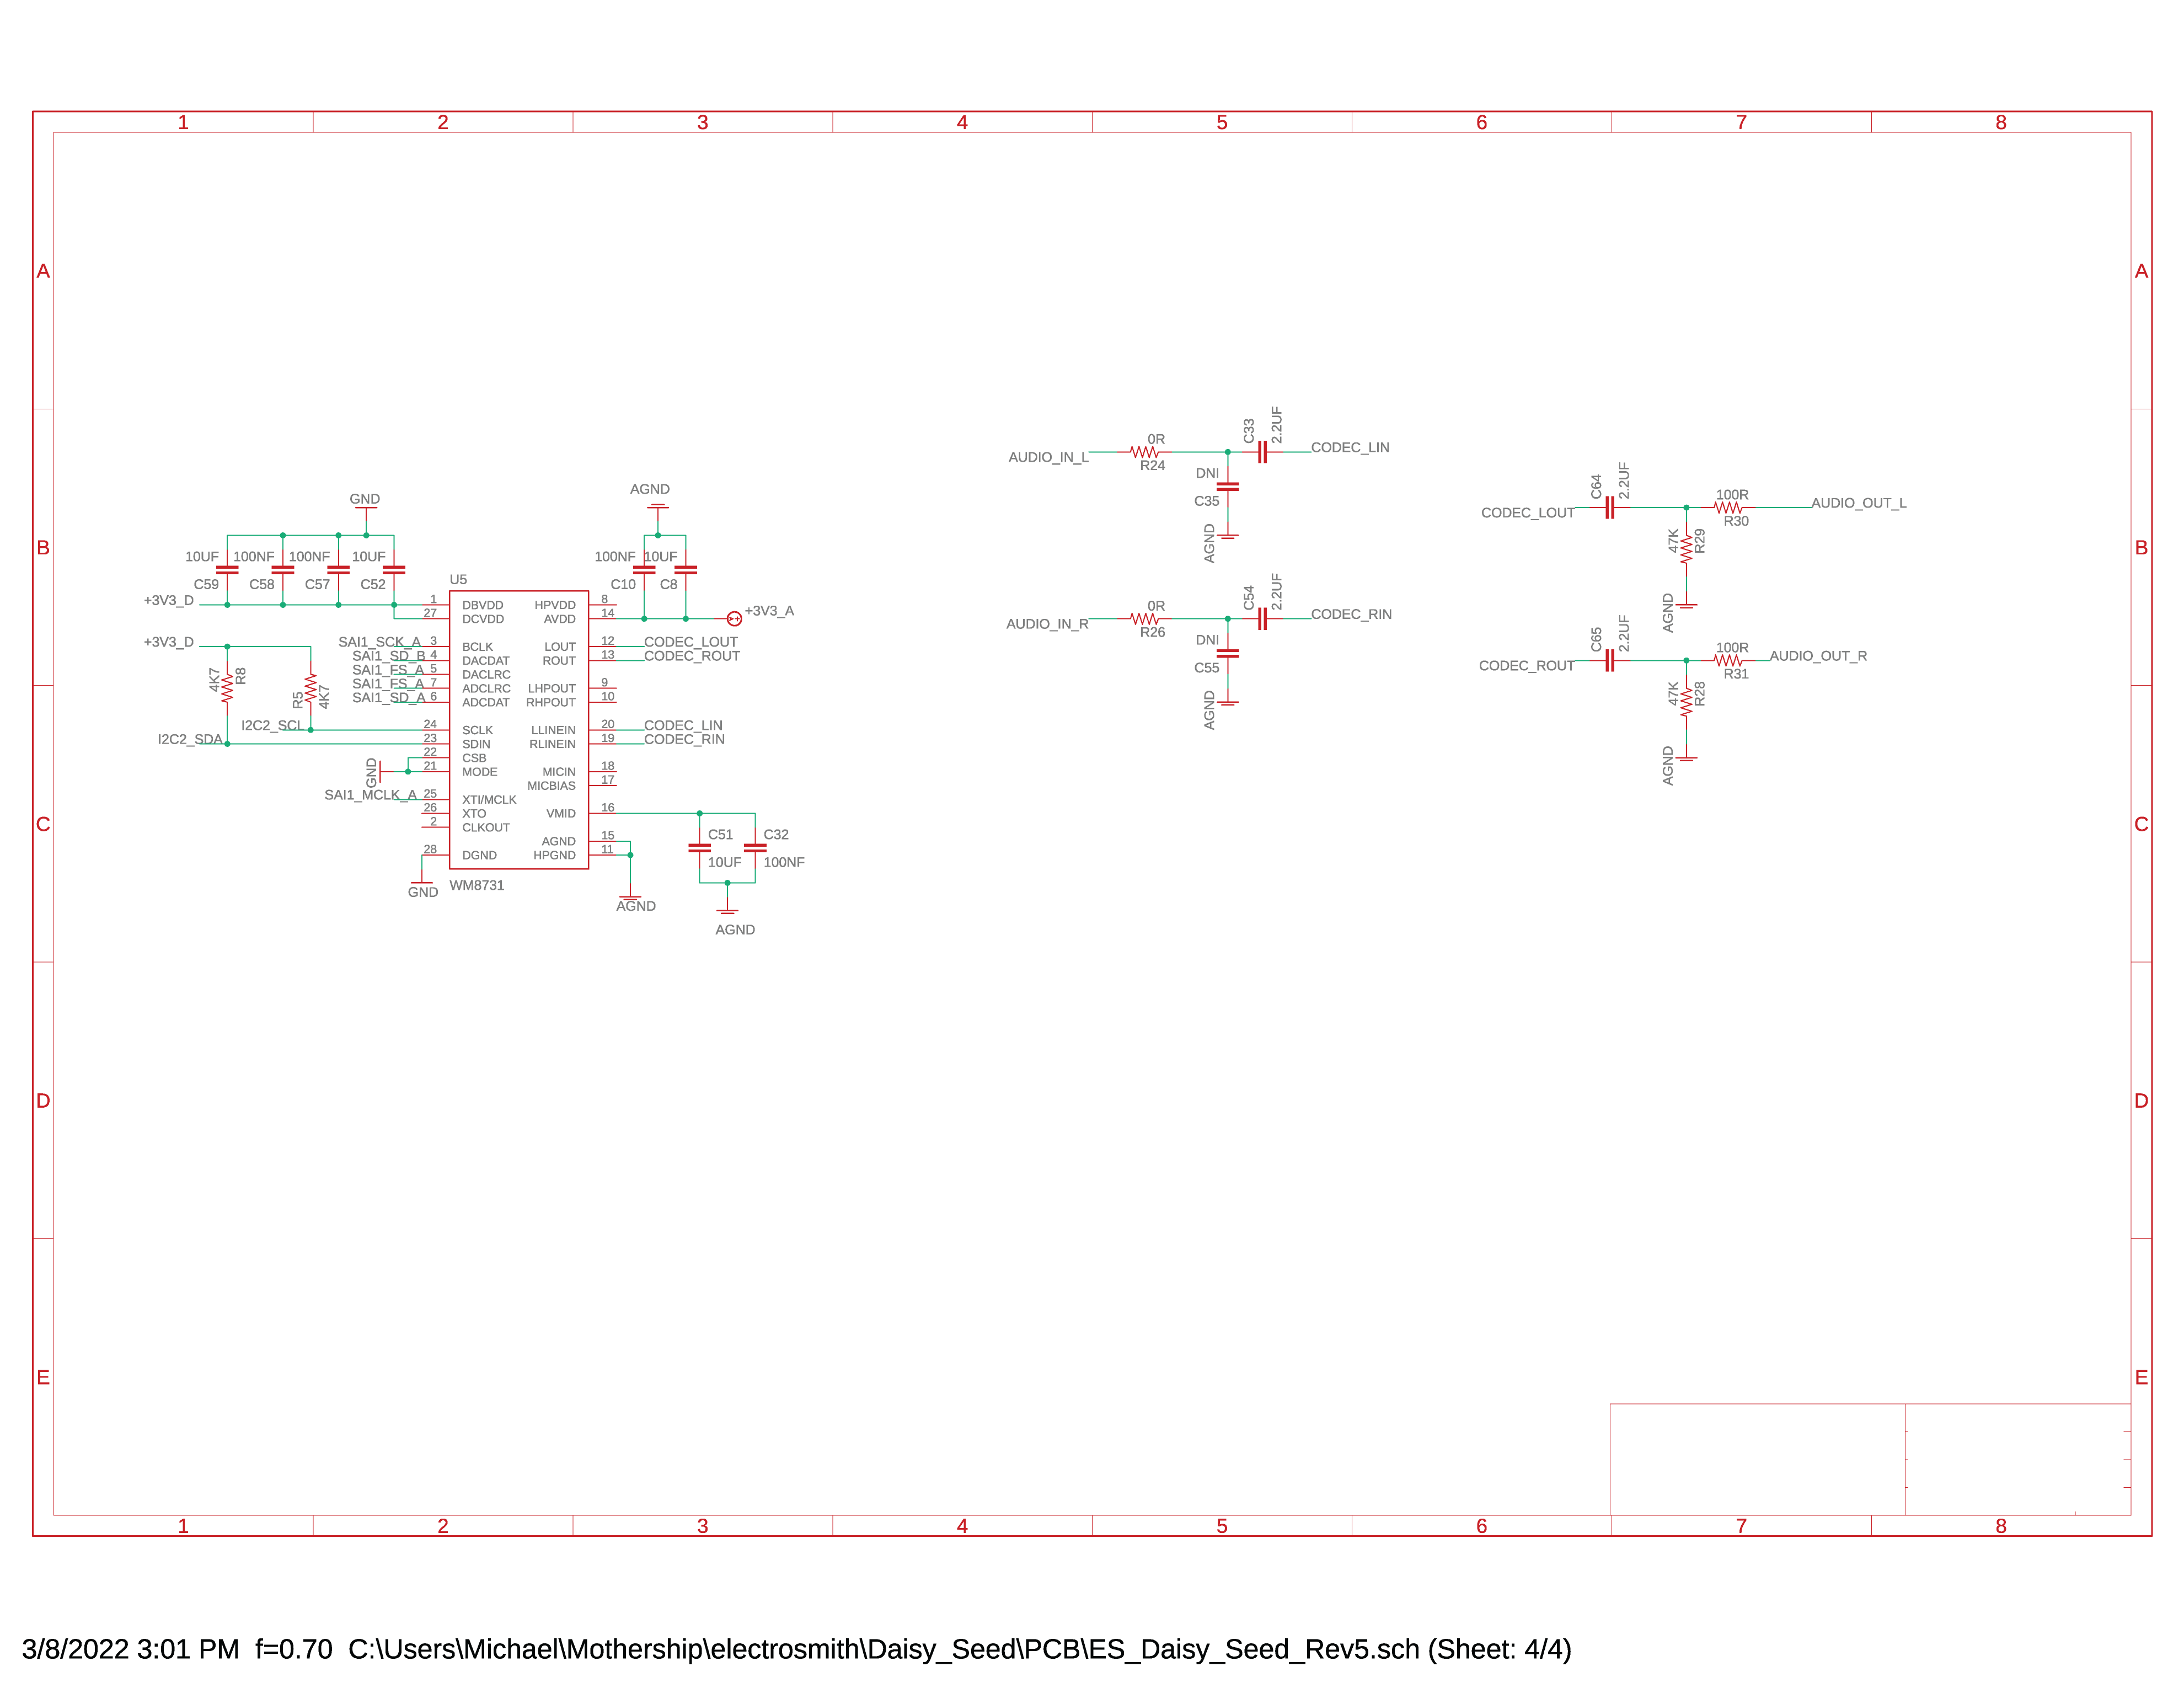 1 2 3 4 5 6 7 8
A A
B B
C C
D D
E E
GND
10UF 100NF 100NF 10UF
C59 C58 C57 C52
+3V3_D
+3V3_D
4K7
R8
R5
4K7
I2C2_SCL
I2C2_SDA
GND
SAI1_SCK_A
SAI1_SD_B
SAI1_FS_A
SAI1_FS_A
SAI1_SD_A
SAI1_MCLK_A
GND
U5
1 DBVDD HPVDD 8
27 DCVDD AVDD 14
3 BCLK LOUT 12
4 DACDAT ROUT 13
5 DACLRC
7 ADCLRC LHPOUT 9
6 ADCDAT RHPOUT 10
24 SCLK LLINEIN 20
23 SDIN RLINEIN 19
22 CSB
21 MODE MICIN 18
MICBIAS 17
25 XTI/MCLK
26 XTO VMID 16
2 CLKOUT
AGND 15
28 DGND HPGND 11
WM8731
AGND
100NF 10UF
C10 C8
+3V3_A
CODEC_LOUT
CODEC_ROUT
CODEC_LIN
CODEC_RIN
C51 C32
10UF 100NF
AGND
AGND
AUDIO_IN_L
0R
R24
C33
2.2UF
CODEC_LIN
DNI
C35
AGND
AUDIO_IN_R
0R
R26
C54
2.2UF
CODEC_RIN
DNI
C55
AGND
CODEC_LOUT
C64
2.2UF
100R
R30
AUDIO_OUT_L
47K
R29
AGND
CODEC_ROUT
C65
2.2UF
100R
R31
AUDIO_OUT_R
47K
R28
AGND
1 2 3 4 5 6 7 8
3/8/2022 3:01 PM f=0.70 C:\Users\Michael\Mothership\electrosmith\Daisy_Seed\PCB\ES_Daisy_Seed_Rev5.sch (Sheet: 4/4)